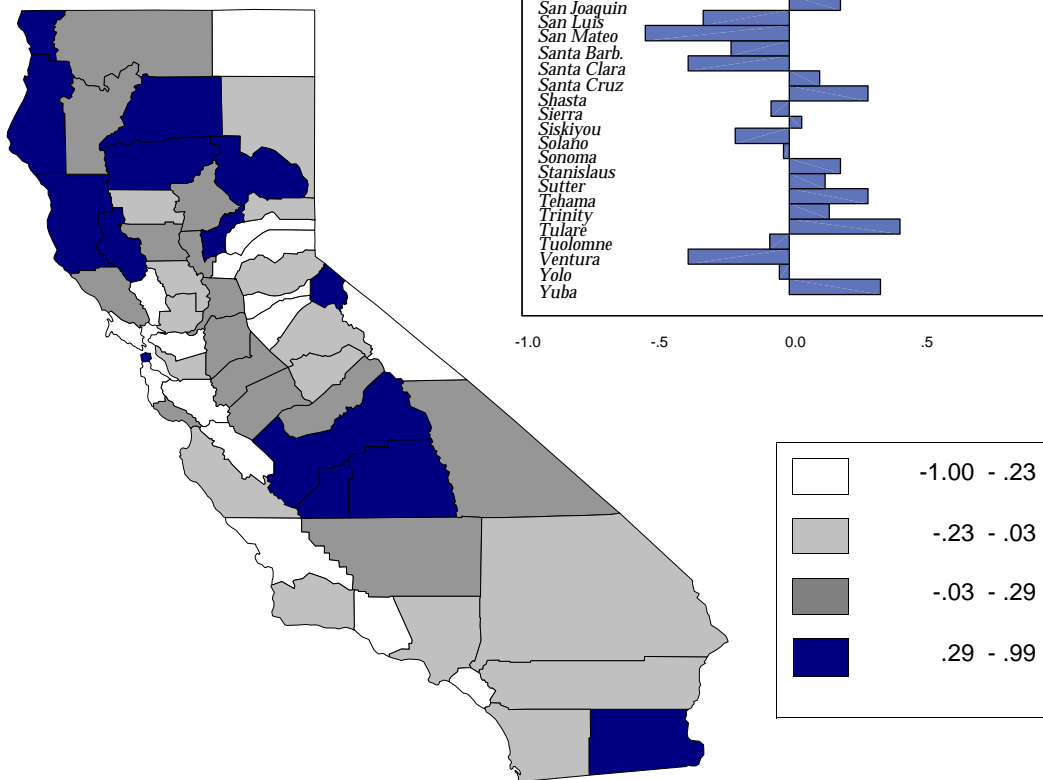 San Joaquin
San Luis
San Mateo
Santa Barb.
Santa Clara
Santa Cruz
Shasta
Sierra
Siskiyou
Solano
Sonoma
Stanislaus
Sutter
Tehama
Trinity
Tulare
Tuolomne
Ventura
Yolo
Yuba
-1.0 -.5 0.0 .5
-1.00 - .23
-.23 - .03
-.03 - .29
.29 - .99